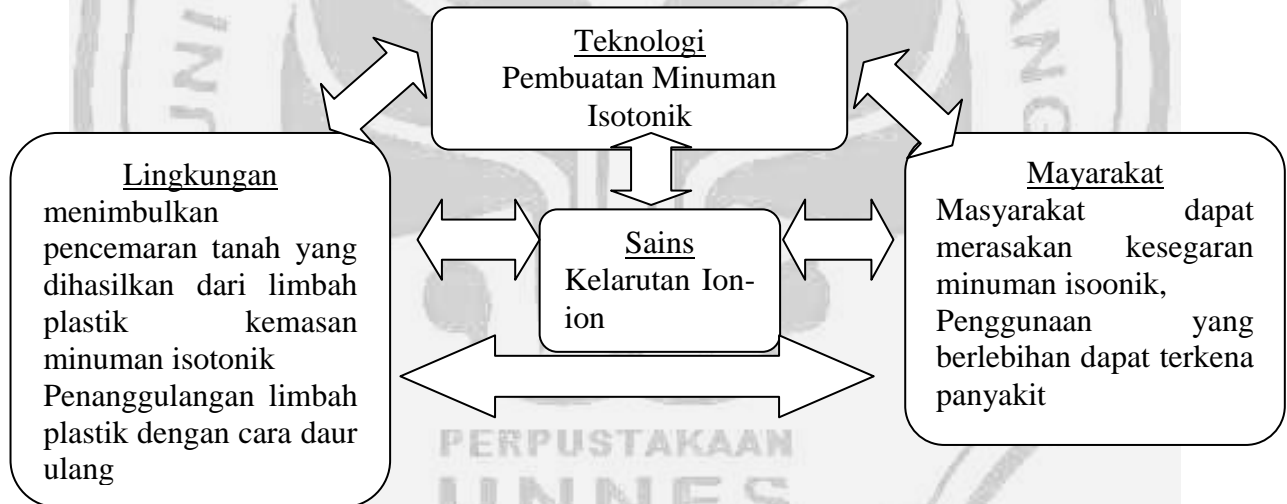 Teknologi
Pembuatan Minuman
Isotonik
Lingkungan
menimbulkan
pencemaran tanah yang
dihasilkan dari limbah
plastik kemasan
minuman isotonik
Penanggulangan limbah
plastik dengan cara daur
ulang
Sains
Kelarutan Ion-
ion
Mayarakat
Masyarakat dapat
merasakan kesegaran
minuman isoonik,
Penggunaan yang
berlebihan dapat terkena
panyakit
PERPUSTAKAAN
UNNES